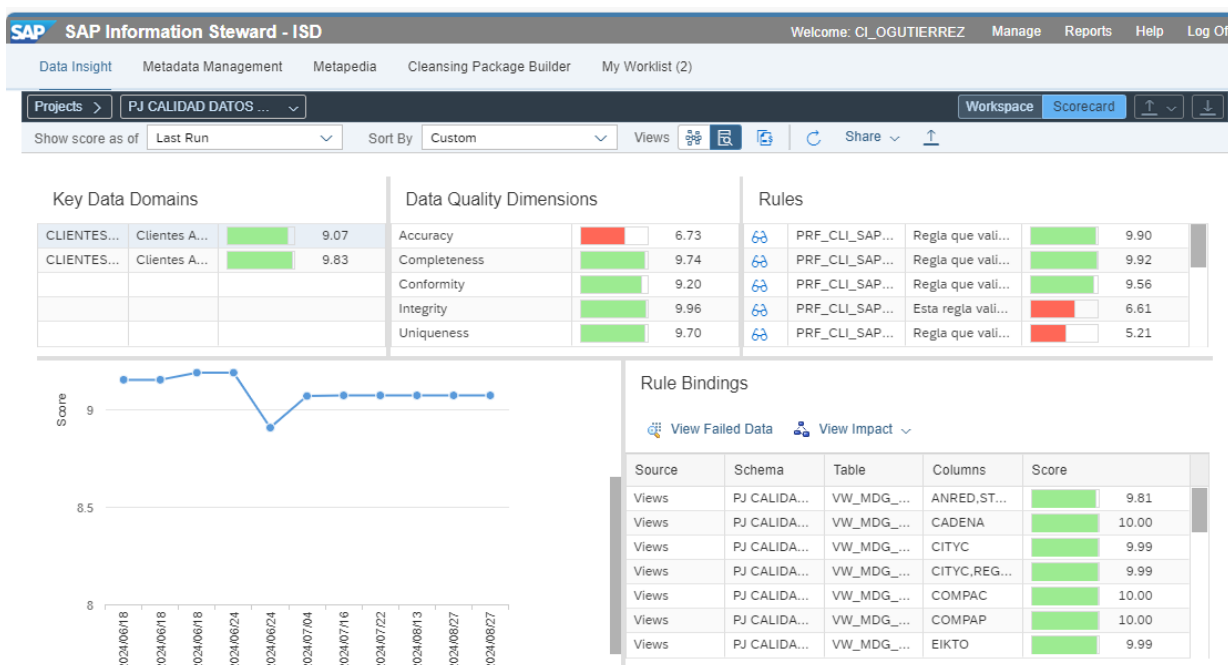 SAP SAP Information Steward - ISD Welcome: CI_OGUTIERREZ Manage Reports Help Log Of
Data Insight Metadata Management Metapedia Cleansing Package Builder My Worklist (2)
Projects > PJ CALIDAD DATOS ... Workspace Scorecard
Show score as of Last Run Sort By Custom Views Share
Key Data Domains
CLIENTES... Clientes A... 9.07
CLIENTES... Clientes A... 9.83
Data Quality Dimensions
Accuracy 6.73
Completeness 9.74
Conformity 9.20
Integrity 9.96
Uniqueness 9.70
Rules
PRF_CLI_SAP... Regla que vali... 9.90
PRF_CLI_SAP... Regla que vali... 9.92
PRF_CLI_SAP... Regla que vali... 9.56
PRF_CLI_SAP... Esta regla vali... 6.61
PRF_CLI_SAP... Regla que vali... 5.21
Score
9
8.5
8
2024/06/18
2024/06/18
2024/06/18
2024/06/24
2024/06/24
2024/07/04
2024/07/16
2024/07/22
2024/08/13
2024/08/27
2024/08/27
Rule Bindings
View Failed Data View Impact
Source Schema Table Columns Score
Views PJ CALIDA... VW_MDG_... ANRED,ST... 9.81
Views PJ CALIDA... VW_MDG_... CADENA 10.00
Views PJ CALIDA... VW_MDG_... CITYC 9.99
Views PJ CALIDA... VW_MDG_... CITYC,REG... 9.99
Views PJ CALIDA... VW_MDG_... COMPAC 10.00
Views PJ CALIDA... VW_MDG_... COMPAP 10.00
Views PJ CALIDA... VW_MDG_... EIKTO 9.99